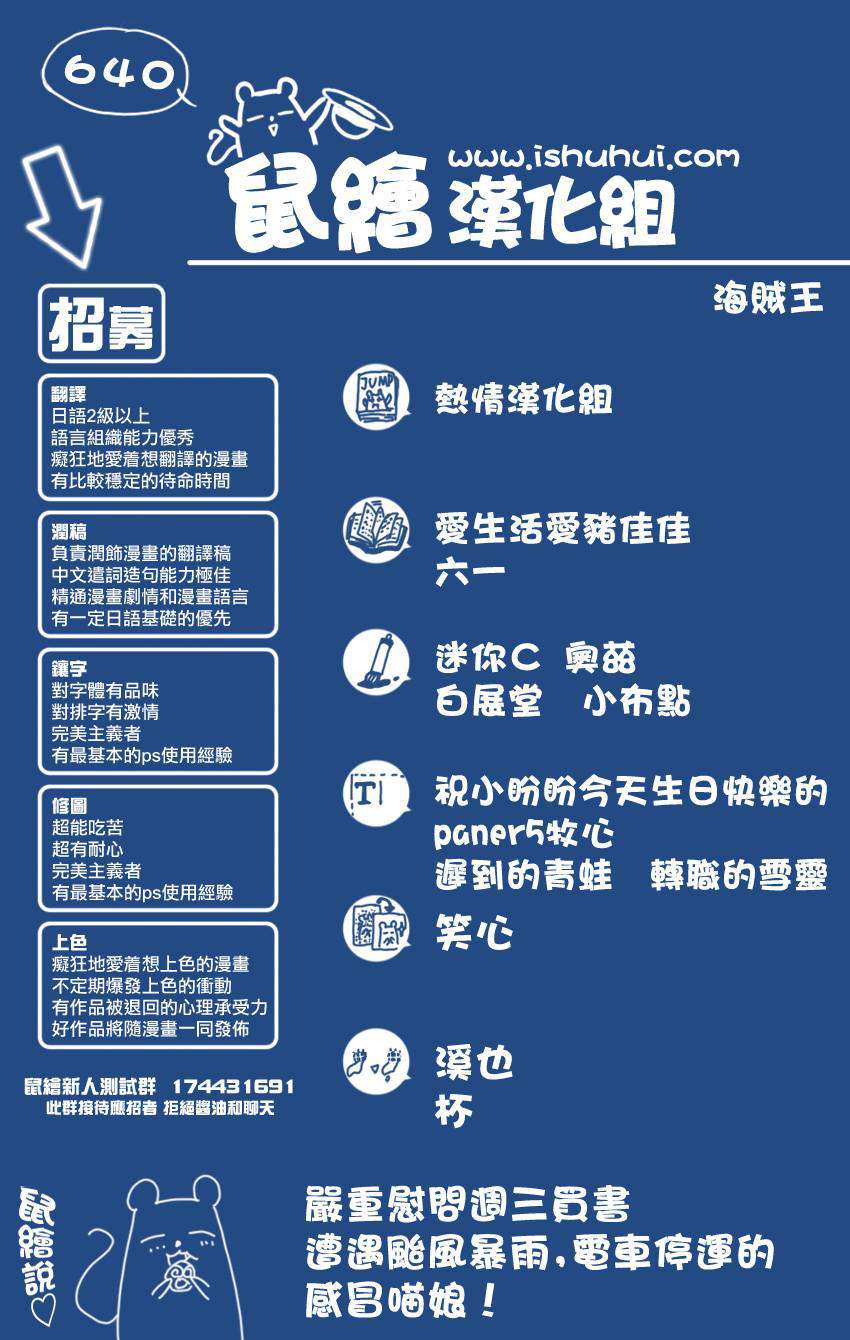 640
www.ishuhui.com
鼠繪漢化組
海賊王
招募
翻譯
日語2級以上
語言組織能力優秀
癡狂地愛着想翻譯的漫畫
有比較穩定的待命時間
潤稿
負責潤飾漫畫的翻譯稿
中文遣詞造句能力極佳
精通漫畫劇情和漫畫語言
有一定日語基礎的優先
鑲字
對字體有品味
對排字有激情
完美主義者
有最基本的ps使用經驗
修圖
超能吃苦
超有耐心
完美主義者
有最基本的ps使用經驗
上色
癡狂地愛着想上色的漫畫
不定期爆發上色的衝動
有作品被退回的心理承受力
好作品將隨漫畫一同發佈
鼠繪新人測試群 174431691
此群接待應招者 拒絕醬油和聊天
JUMP
熱情漢化組
愛生活愛豬佳佳
六一
迷你C 奧茲
白展堂 小布點
T
祝小盼盼今天生日快樂的
paner5牧心
遲到的青蛙 轉職的雪靈
笑心
溪也
杯
鼠繪說♡
嚴重慰問週三買書
遭遇颱風暴雨,電車停運的
感冒喵娘!